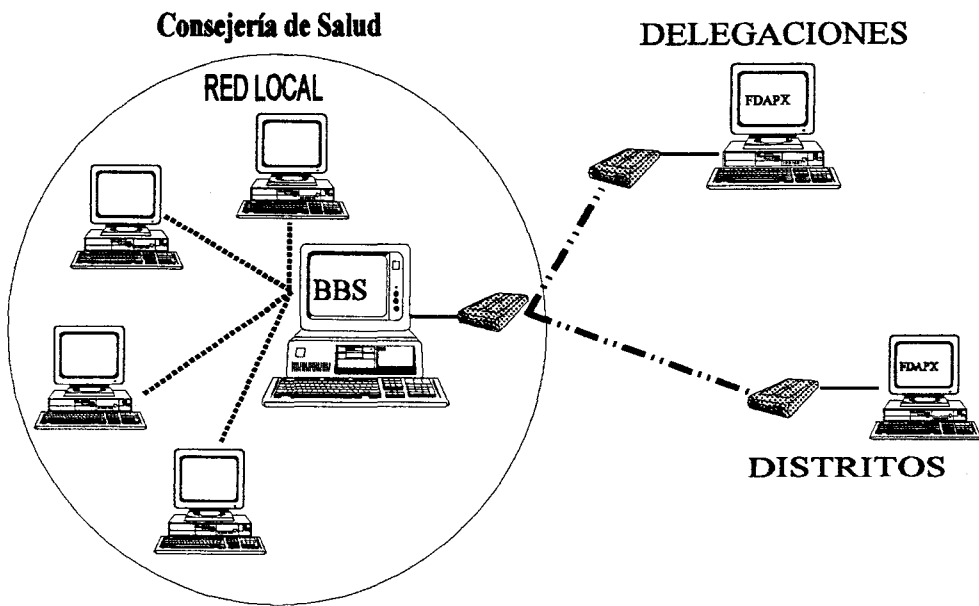 Consejería de Salud
DELEGACIONES
RED LOCAL
FDAPX
BBS
FDAPX
DISTRITOS